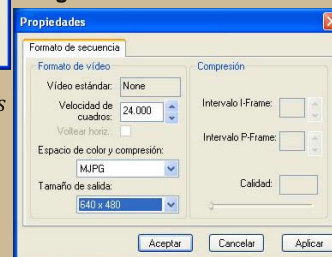 Propiedades
Formato de secuencia
Formato de vídeo
Vídeo estándar: None
Velocidad de cuadros: 24.000
Voltear horiz.
Espacio de color y compresión:
MJPG
Tamaño de salida:
640 x 480
Compresión
Intervalo I-Frame:
Intervalo P-Frame:
Calidad:
Aceptar
Cancelar
Aplicar